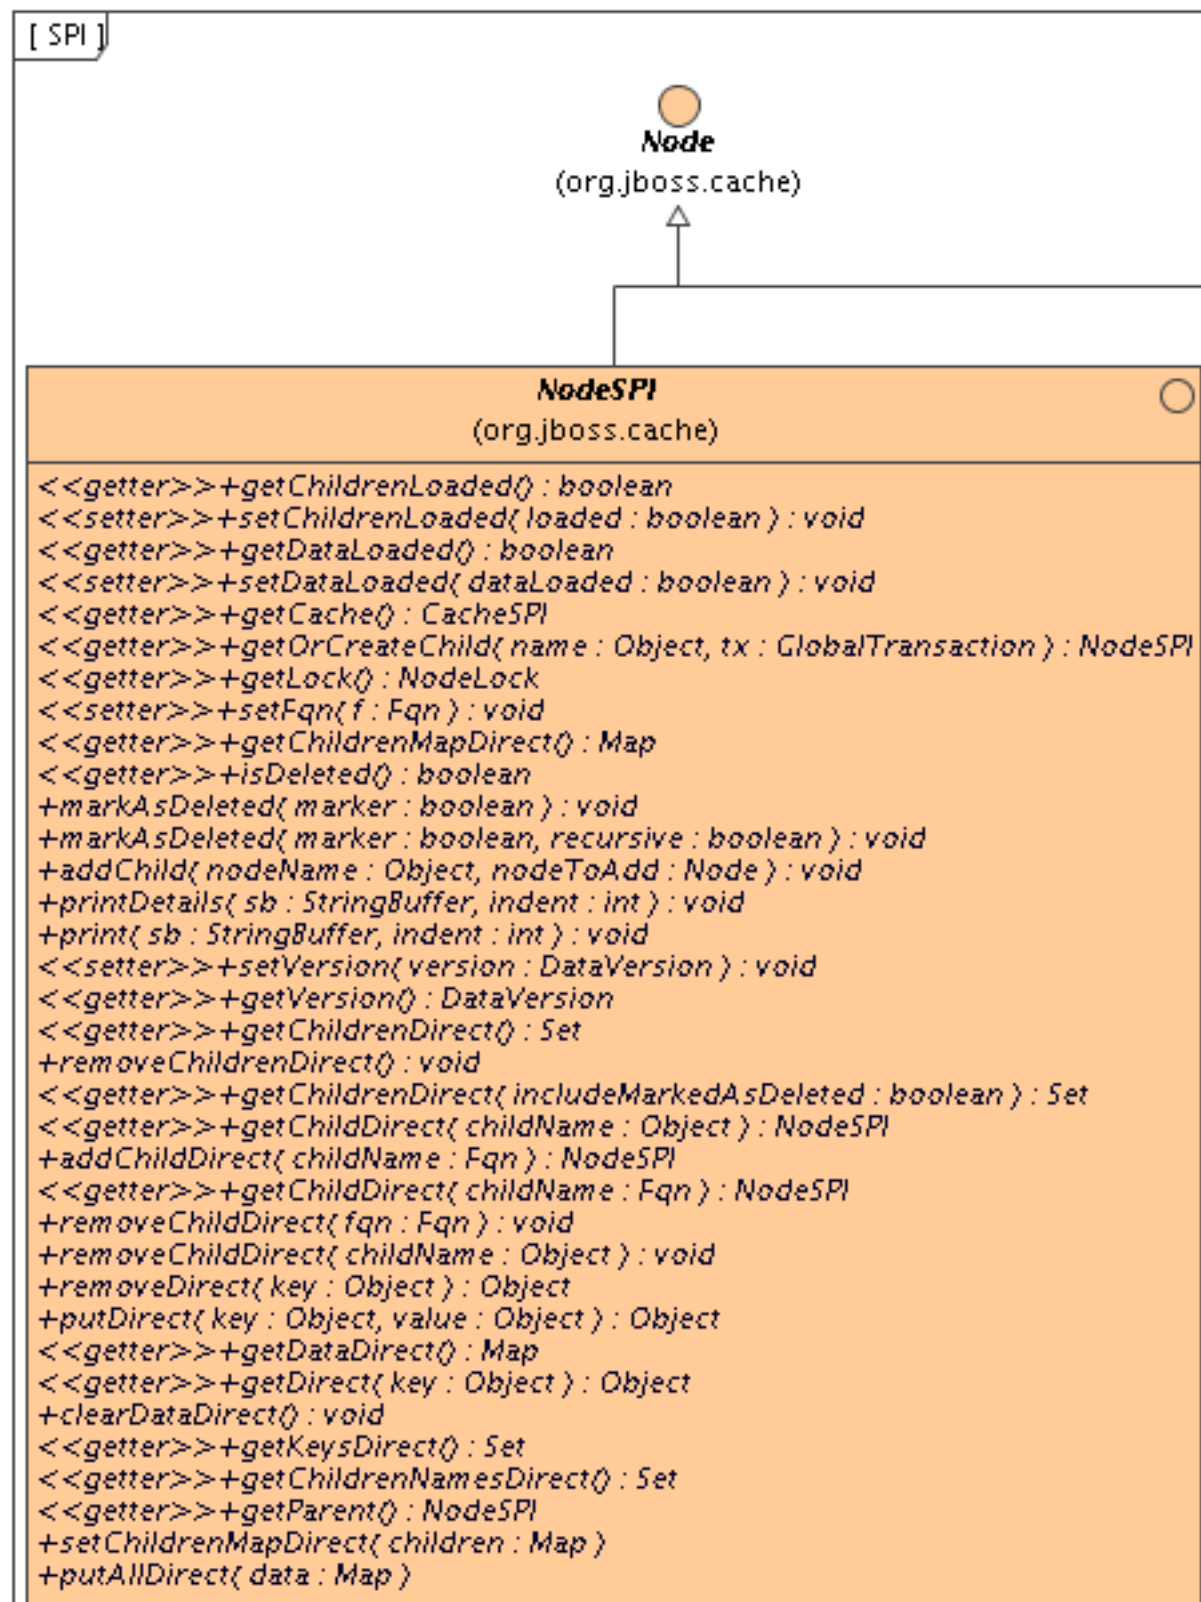 [ SPI ]
Node
(org.jboss.cache)
NodeSPI
(org.jboss.cache)
<<getter>>+getChildrenLoaded() : boolean
<<setter>>+setChildrenLoaded( loaded : boolean ) : void
<<getter>>+getDataLoaded() : boolean
<<setter>>+setDataLoaded( dataLoaded : boolean ) : void
<<getter>>+getCache() : CacheSPI
<<getter>>+getOrCreateChild( name : Object, tx : GlobalTransaction ) : NodeSPI
<<getter>>+getLock() : NodeLock
<<setter>>+setFqn( f : Fqn ) : void
<<getter>>+getChildrenMapDirect() : Map
<<getter>>+isDeleted() : boolean
+markAsDeleted( marker : boolean ) : void
+markAsDeleted( marker : boolean, recursive : boolean ) : void
+addChild( nodeName : Object, nodeToAdd : Node ) : void
+printDetails( sb : StringBuffer, indent : int ) : void
+print( sb : StringBuffer, indent : int ) : void
<<setter>>+setVersion( version : DataVersion ) : void
<<getter>>+getVersion() : DataVersion
<<getter>>+getChildrenDirect() : Set
+removeChildrenDirect() : void
<<getter>>+getChildrenDirect( includeMarkedAsDeleted : boolean ) : Set
<<getter>>+getChildDirect( childName : Object ) : NodeSPI
+addChildDirect( childName : Fqn ) : NodeSPI
<<getter>>+getChildDirect( childName : Fqn ) : NodeSPI
+removeChildDirect( fqn : Fqn ) : void
+removeChildDirect( childName : Object ) : void
+removeDirect( key : Object ) : Object
+putDirect( key : Object, value : Object ) : Object
<<getter>>+getDataDirect() : Map
<<getter>>+getDirect( key : Object ) : Object
+clearDataDirect() : void
<<getter>>+getKeysDirect() : Set
<<getter>>+getChildrenNamesDirect() : Set
<<getter>>+getParent() : NodeSPI
+setChildrenMapDirect( children : Map )
+putAllDirect( data : Map )